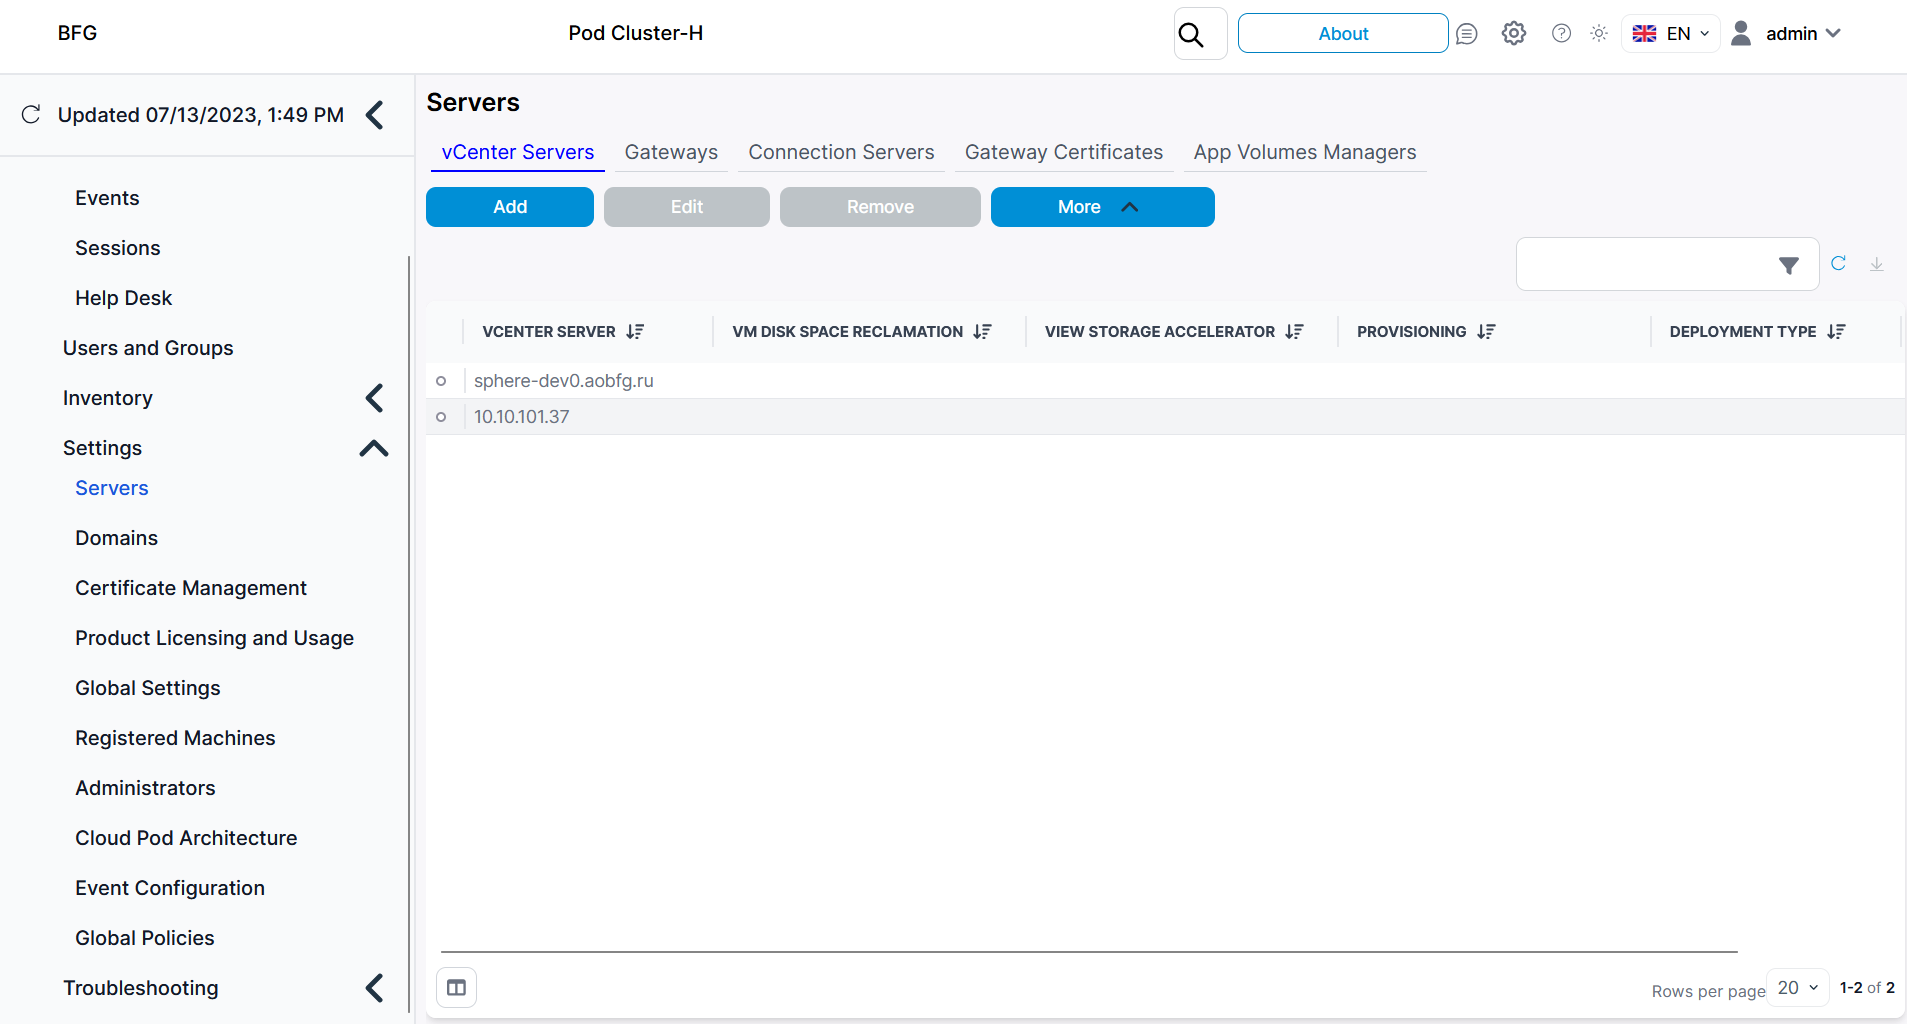 BFG
Pod Cluster-H
About
EN
admin
Updated 07/13/2023, 1:49 PM
Events
Sessions
Help Desk
Users and Groups
Inventory
Settings
Servers
Domains
Certificate Management
Product Licensing and Usage
Global Settings
Registered Machines
Administrators
Cloud Pod Architecture
Event Configuration
Global Policies
Troubleshooting
Servers
vCenter Servers Gateways Connection Servers Gateway Certificates App Volumes Managers
Add Edit Remove More
VCENTER SERVER VM DISK SPACE RECLAMATION VIEW STORAGE ACCELERATOR PROVISIONING DEPLOYMENT TYPE
sphere-dev0.aobfg.ru
10.10.101.37
Rows per page 20 1-2 of 2